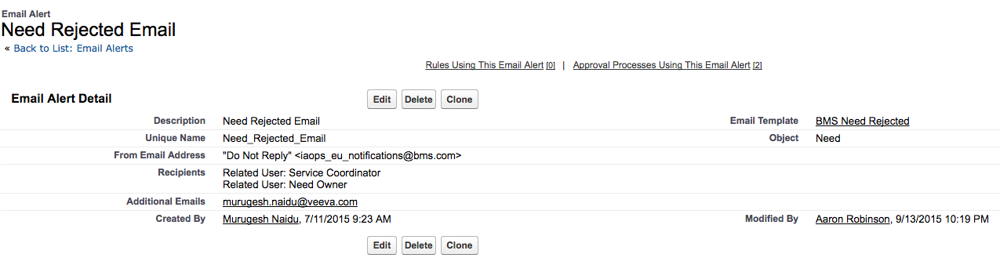 Email Alert
Need Rejected Email
« Back to List: Email Alerts
Rules Using This Email Alert [0] | Approval Processes Using This Email Alert [2]
Email Alert Detail Edit Delete Clone
Description Need Rejected Email Email Template BMS Need Rejected
Unique Name Need_Rejected_Email Object Need
From Email Address "Do Not Reply" <iaops_eu_notifications@bms.com>
Recipients Related User: Service Coordinator
Related User: Need Owner
Additional Emails murugesh.naidu@veeva.com
Created By Murugesh Naidu, 7/11/2015 9:23 AM Modified By Aaron Robinson, 9/13/2015 10:19 PM
Edit Delete Clone